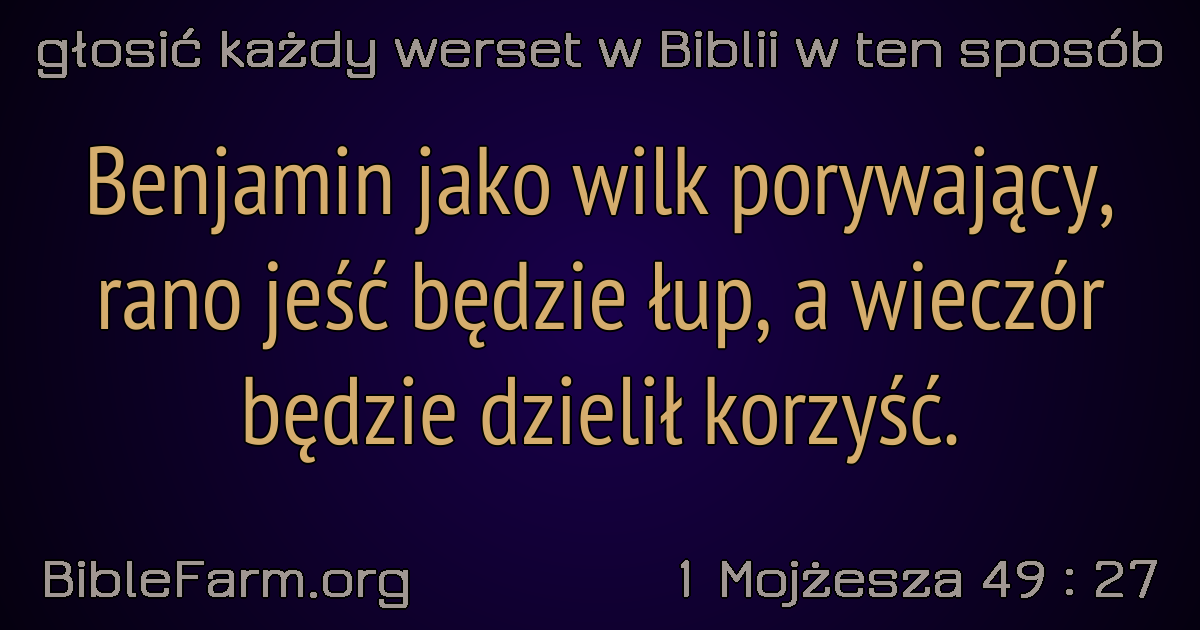 głosić każdy werset w Biblii w ten sposób
Benjamin jako wilk porywający,
rano jeść będzie łup, a wieczór
będzie dzielił korzyść.
BibleFarm.org
1 Mojżesza 49 : 27